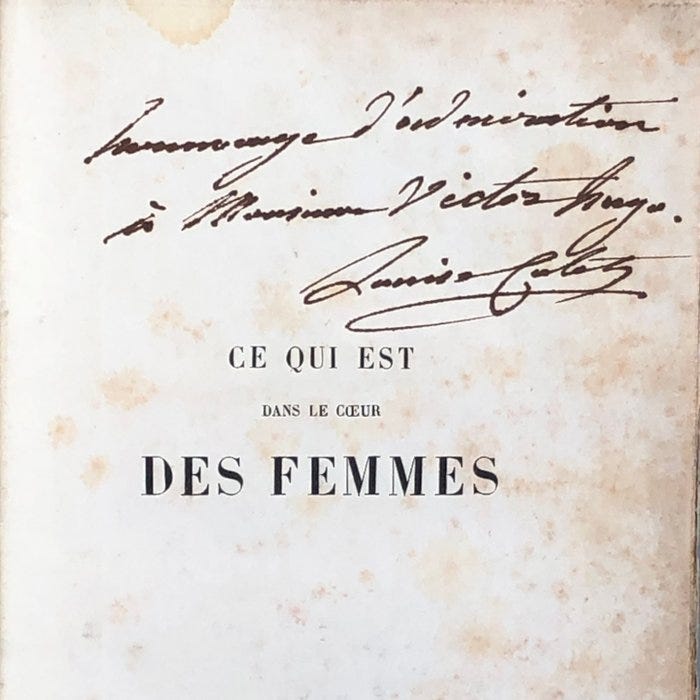 hommage d'admiration
à Monsieur Victor hugo.
Louise Colet
CE QUI EST
DANS LE CŒUR
DES FEMMES